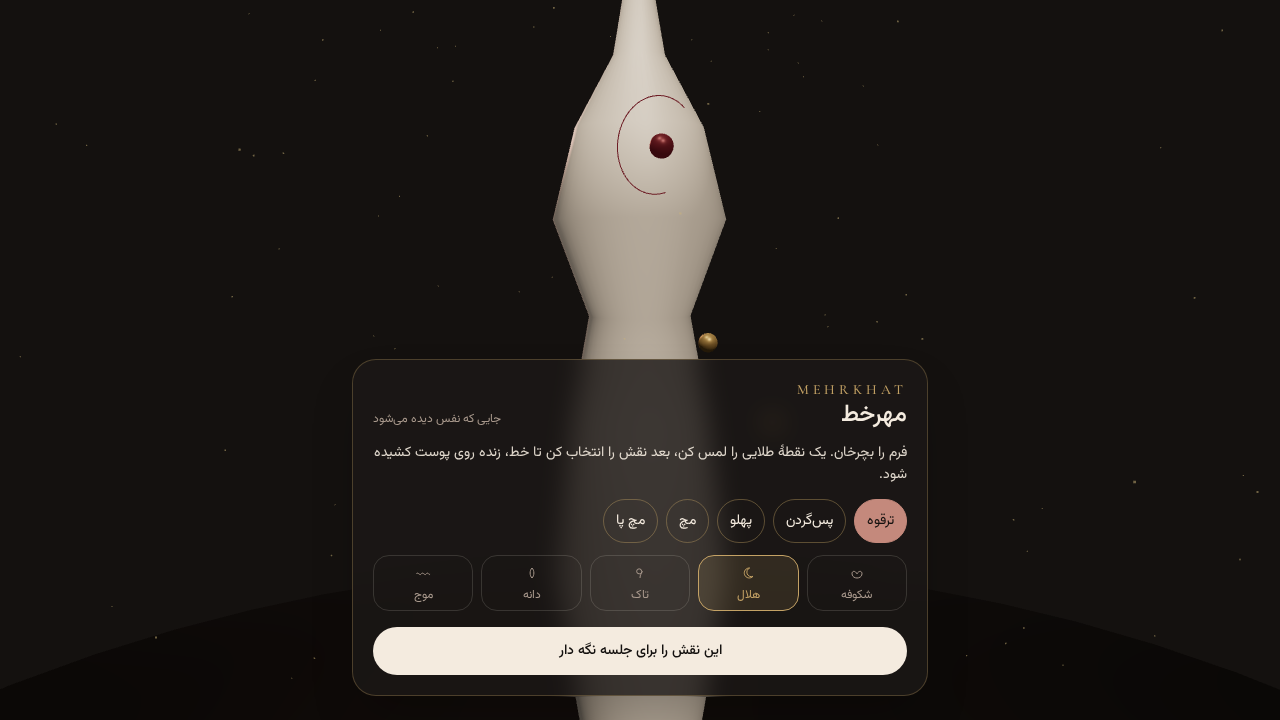 MEHRKHAT
مهرخط
جایی که نفس دیده می‌شود
فرم را بچرخان. یک نقطهٔ طلایی را لمس کن، بعد نقش را انتخاب کن تا خط، زنده روی پوست کشیده
شود.
ترقوه
پس‌گردن
پهلو
مچ
مچ پا
شکوفه
هلال
تاک
دانه
موج
این نقش را برای جلسه نگه دار